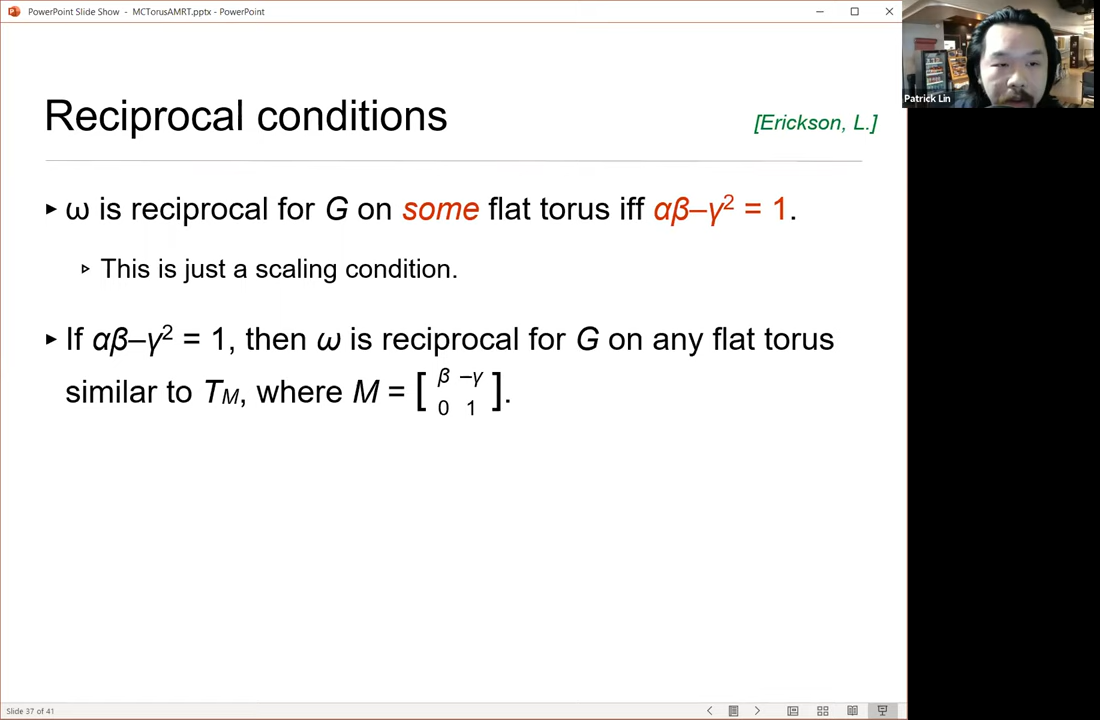 PowerPoint Slide Show - MCTorusAMRT.pptx - PowerPoint
Patrick Lin
Reciprocal conditions
[Erickson, L.]
▸ ω is reciprocal for G on some flat torus iff αβ–γ² = 1.
▹ This is just a scaling condition.
▸ If αβ–γ² = 1, then ω is reciprocal for G on any flat torus
similar to T_M, where M = [ β –γ ; 0 1 ].
Slide 37 of 41